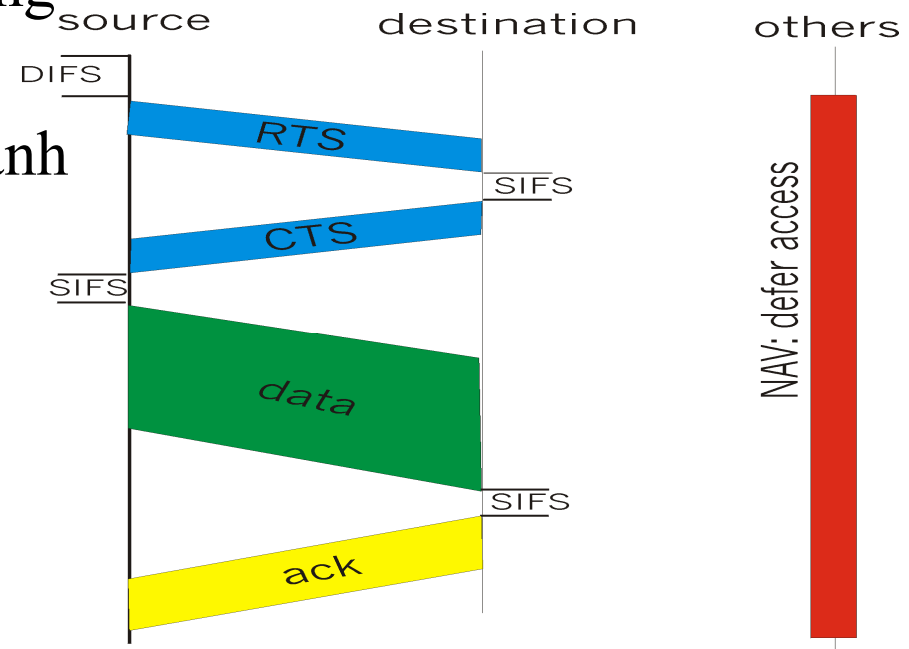 source
destination
others
DIFS
RTS
SIFS
CTS
SIFS
data
SIFS
ack
NAV: defer access